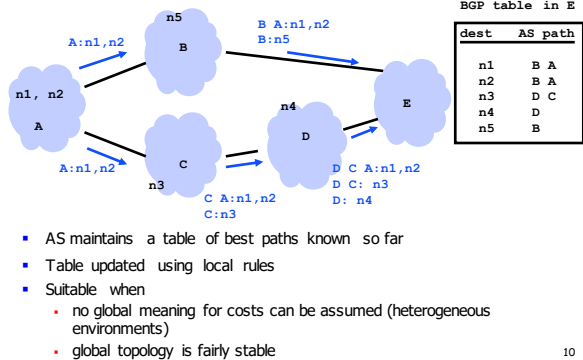 BGP table in E
dest AS path
n1 B A
n2 B A
n3 D C
n4 D
n5 B
n5
B
A:n1,n2
B A:n1,n2
B:n5
n1, n2
A
E
n4
D
A:n1,n2
C
n3
C A:n1,n2
C:n3
D C A:n1,n2
D C: n3
D: n4
AS maintains a table of best paths known so far
Table updated using local rules
Suitable when
no global meaning for costs can be assumed (heterogeneous
environments)
global topology is fairly stable
10